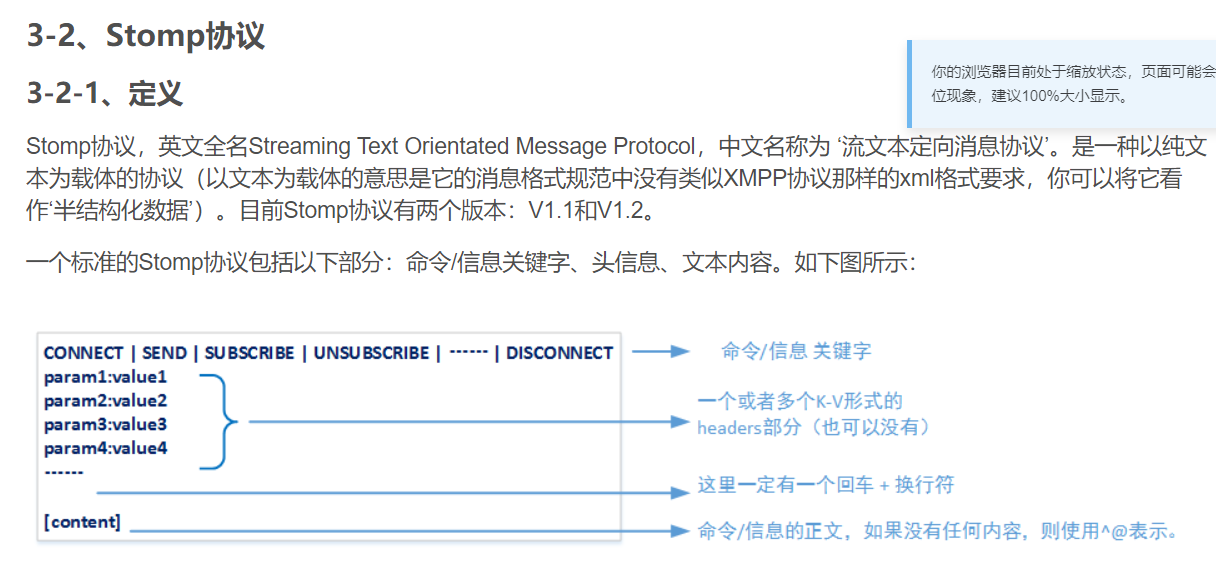 3-2、Stomp协议
3-2-1、定义
你的浏览器目前处于缩放状态，页面可能会
位现象，建议100%大小显示。
Stomp协议，英文全名Streaming Text Orientated Message Protocol，中文名称为 ‘流文本定向消息协议’。是一种以纯文
本为载体的协议（以文本为载体的意思是它的消息格式规范中没有类似XMPP协议那样的xml格式要求，你可以将它看
作‘半结构化数据’）。目前Stomp协议有两个版本：V1.1和V1.2。
一个标准的Stomp协议包括以下部分：命令/信息关键字、头信息、文本内容。如下图所示：
CONNECT | SEND | SUBSCRIBE | UNSUBSCRIBE | ------ | DISCONNECT
命令/信息 关键字
param1:value1
param2:value2
param3:value3
param4:value4
------
一个或者多个K-V形式的
headers部分（也可以没有）
这里一定有一个回车 + 换行符
[content]
命令/信息的正文，如果没有任何内容，则使用^@表示。